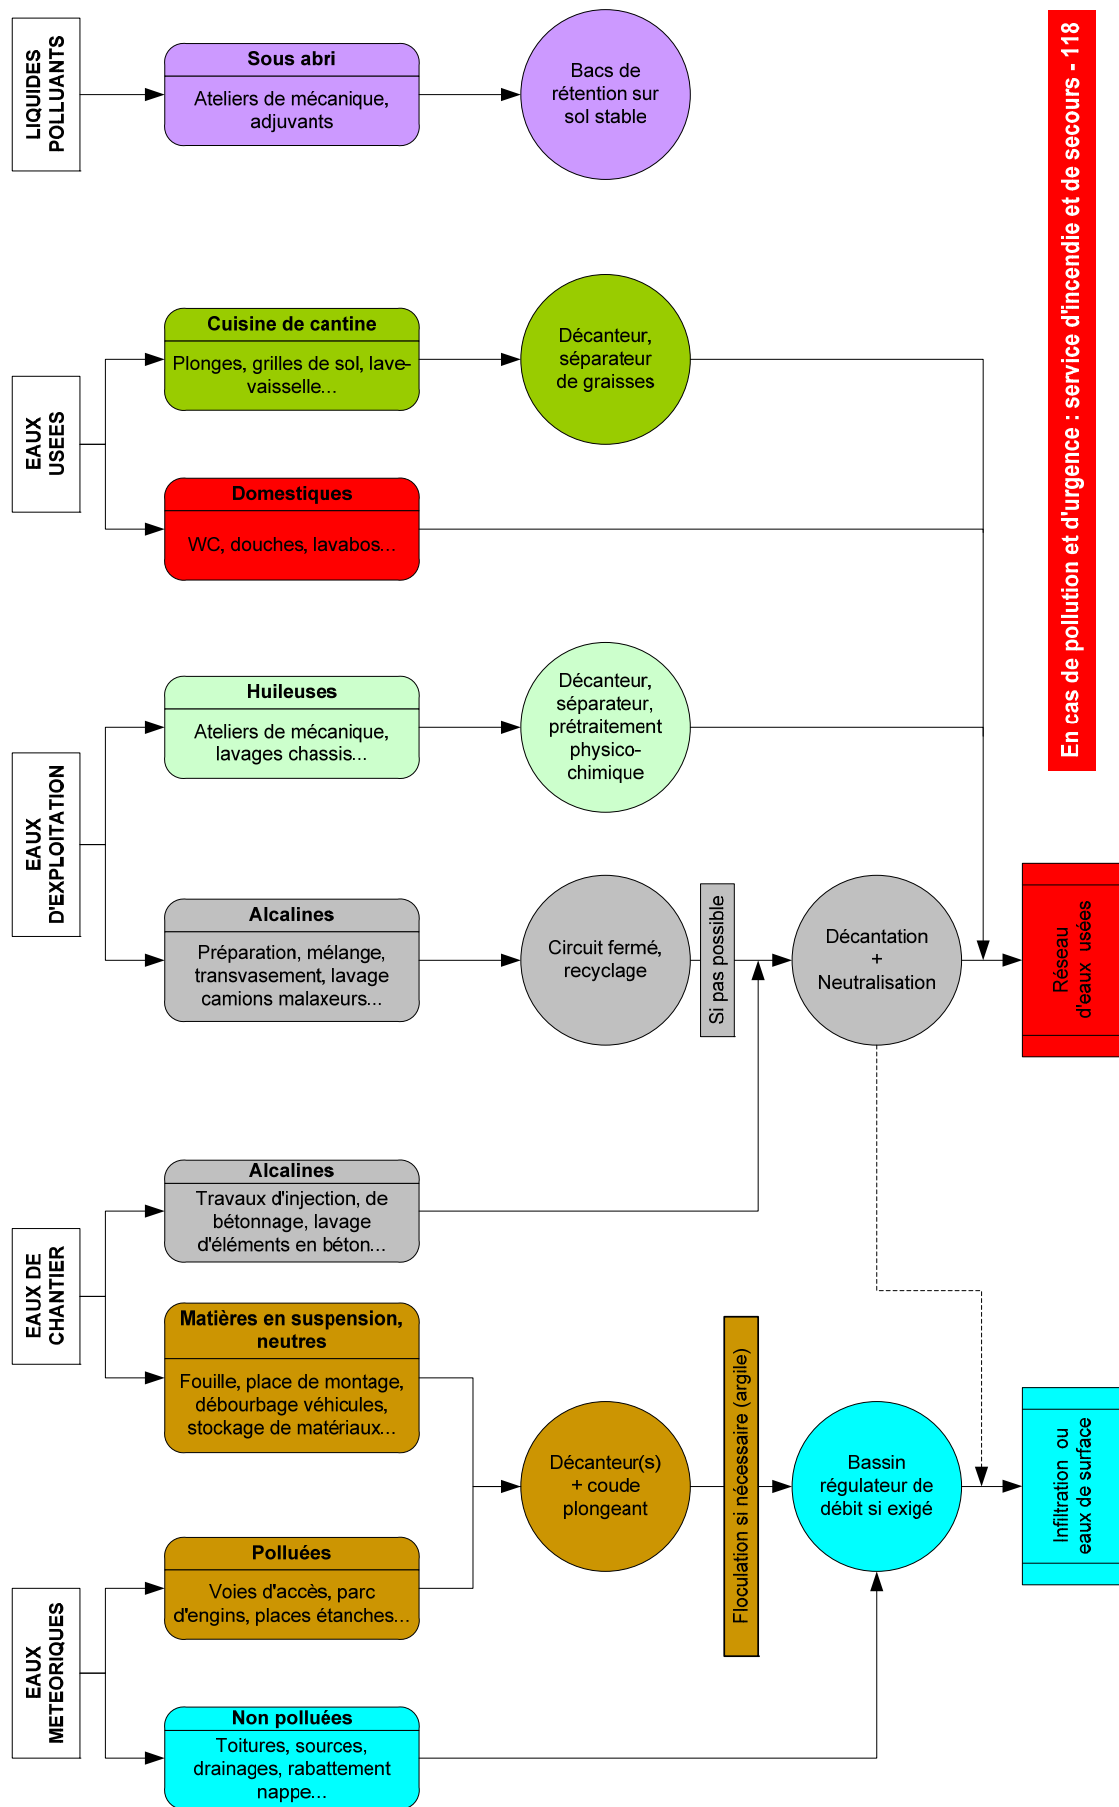 LIQUIDES
POLLUANTS
Sous abri
Ateliers de mécanique,
adjuvants
Bacs de
rétention sur
sol stable
En cas de pollution et d'urgence : service d'incendie et de secours - 118
EAUX
USEES
Cuisine de cantine
Plonges, grilles de sol, lave-
vaisselle...
Décanteur,
séparateur
de graisses
Domestiques
WC, douches, lavabos...
EAUX
D'EXPLOITATION
Huileuses
Ateliers de mécanique,
lavages chassis...
Décanteur,
séparateur,
prétraitement
physico-
chimique
Alcalines
Préparation, mélange,
transvasement, lavage
camions malaxeurs...
Circuit fermé,
recyclage
Si pas possible
Décantation
+
Neutralisation
Réseau
d'eaux usées
EAUX DE
CHANTIER
Alcalines
Travaux d'injection, de
bétonnage, lavage
d'éléments en béton...
Matières en suspension,
neutres
Fouille, place de montage,
débourbage véhicules,
stockage de matériaux...
Décanteur(s)
+ coude
plongeant
Floculation si nécessaire (argile)
Bassin
régulateur de
débit si exigé
Infiltration ou
eaux de surface
EAUX
METEORIQUES
Polluées
Voies d'accès, parc
d'engins, places étanches...
Non polluées
Toitures, sources,
drainages, rabattement
nappe...